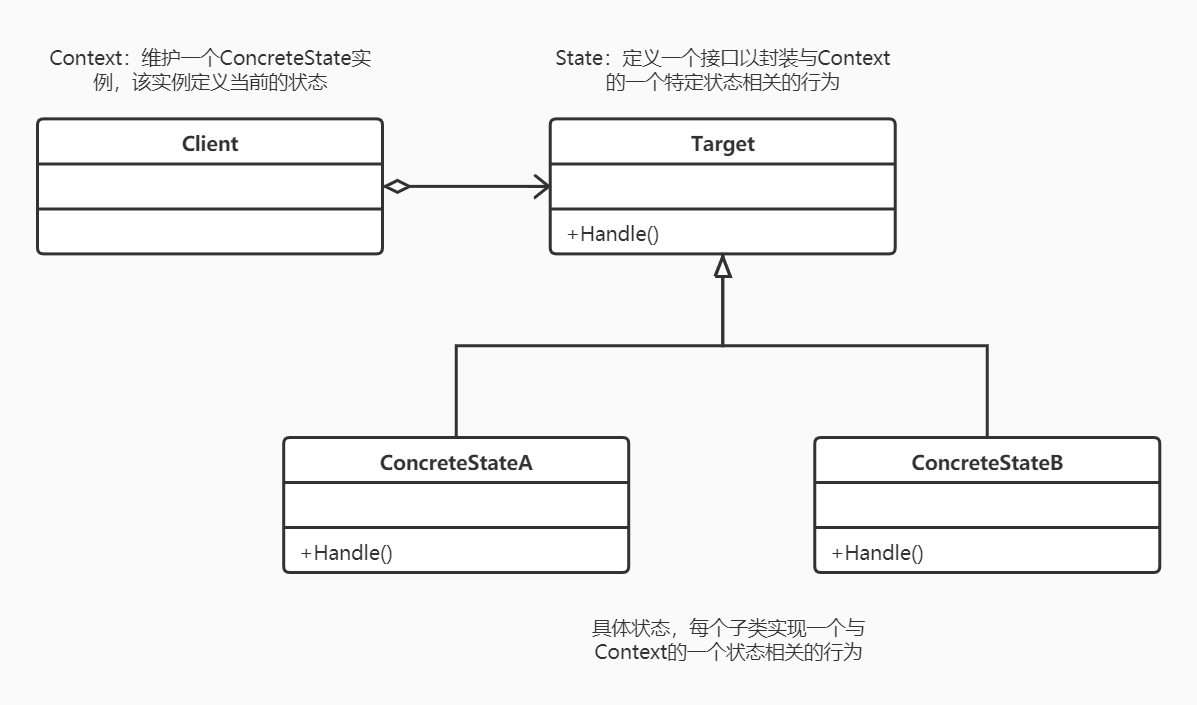 Context：维护一个ConcreteState实
例，该实例定义当前的状态
State：定义一个接口以封装与Context
的一个特定状态相关的行为
Client
Target
+Handle()
ConcreteStateA
ConcreteStateB
+Handle()
+Handle()
具体状态，每个子类实现一个与
Context的一个状态相关的行为